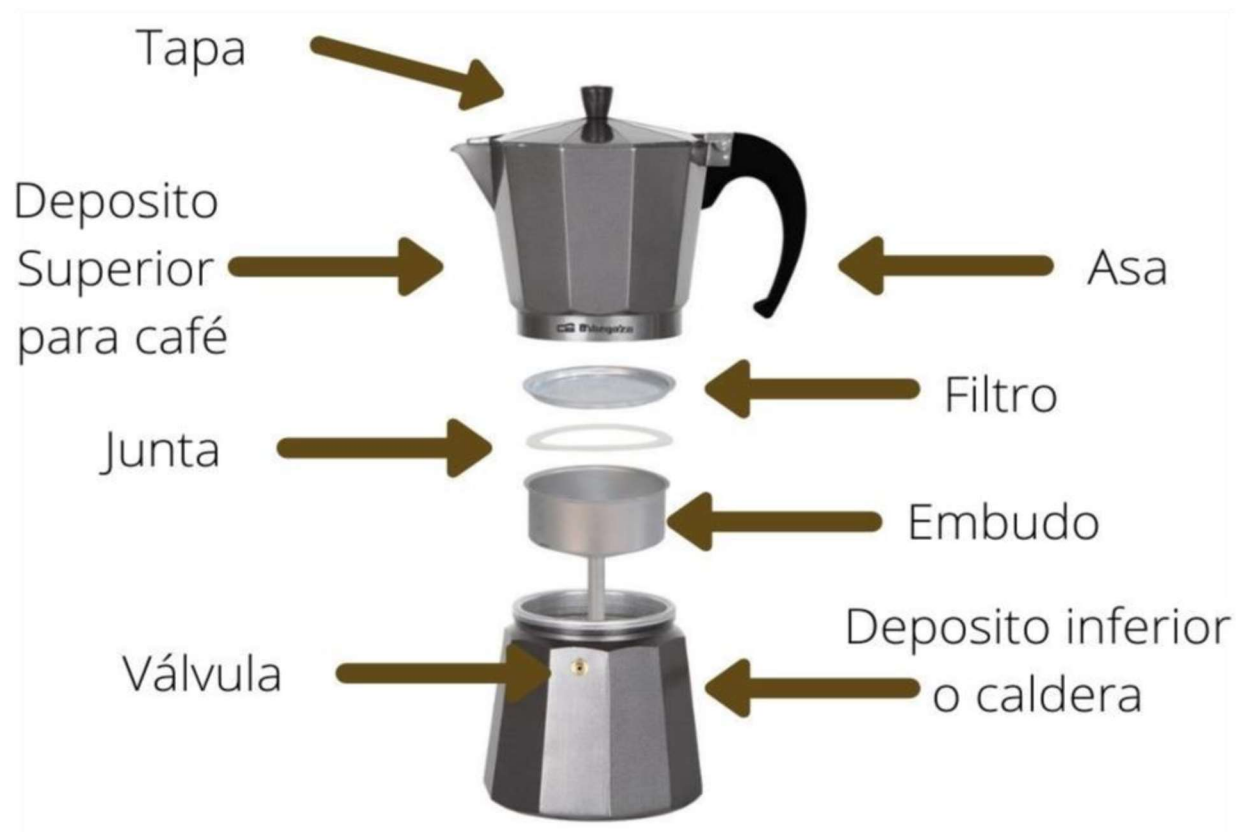 Tapa
Deposito
Superior
para café
Asa
Filtro
Junta
Embudo
Deposito inferior
o caldera
Válvula